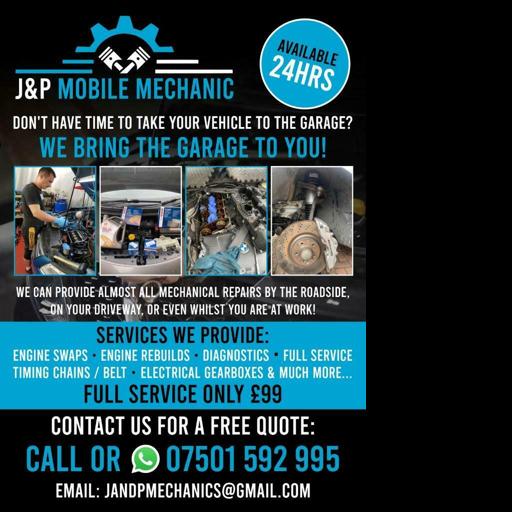 AVAILABLE
24HRS
J&P MOBILE MECHANIC
DON'T HAVE TIME TO TAKE YOUR VEHICLE TO THE GARAGE?
WE BRING THE GARAGE TO YOU!
WE CAN PROVIDE ALMOST ALL MECHANICAL REPAIRS BY THE ROADSIDE,
ON YOUR DRIVEWAY, OR EVEN WHILST YOU ARE AT WORK!
SERVICES WE PROVIDE:
ENGINE SWAPS • ENGINE REBUILDS • DIAGNOSTICS • FULL SERVICE
TIMING CHAINS / BELT • ELECTRICAL GEARBOXES & MUCH MORE...
FULL SERVICE ONLY £99
CONTACT US FOR A FREE QUOTE:
CALL OR 07501 592 995
EMAIL: JANDPMECHANICS@GMAIL.COM